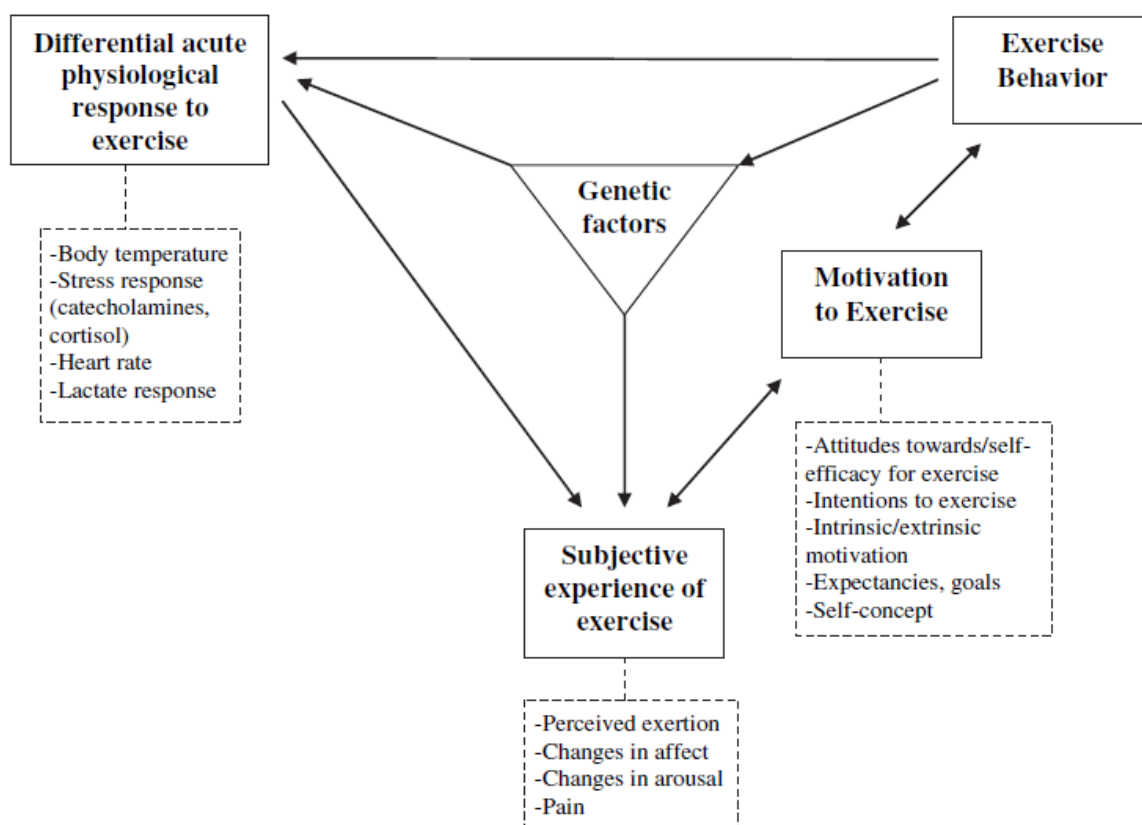 Differential acute
physiological
response to
exercise
Exercise
Behavior
Genetic
factors
-Body temperature
-Stress response
(catecholamines,
cortisol)
-Heart rate
-Lactate response
Motivation
to Exercise
-Attitudes towards/self-
efficacy for exercise
-Intentions to exercise
-Intrinsic/extrinsic
motivation
-Expectancies, goals
-Self-concept
Subjective
experience of
exercise
-Perceived exertion
-Changes in affect
-Changes in arousal
-Pain